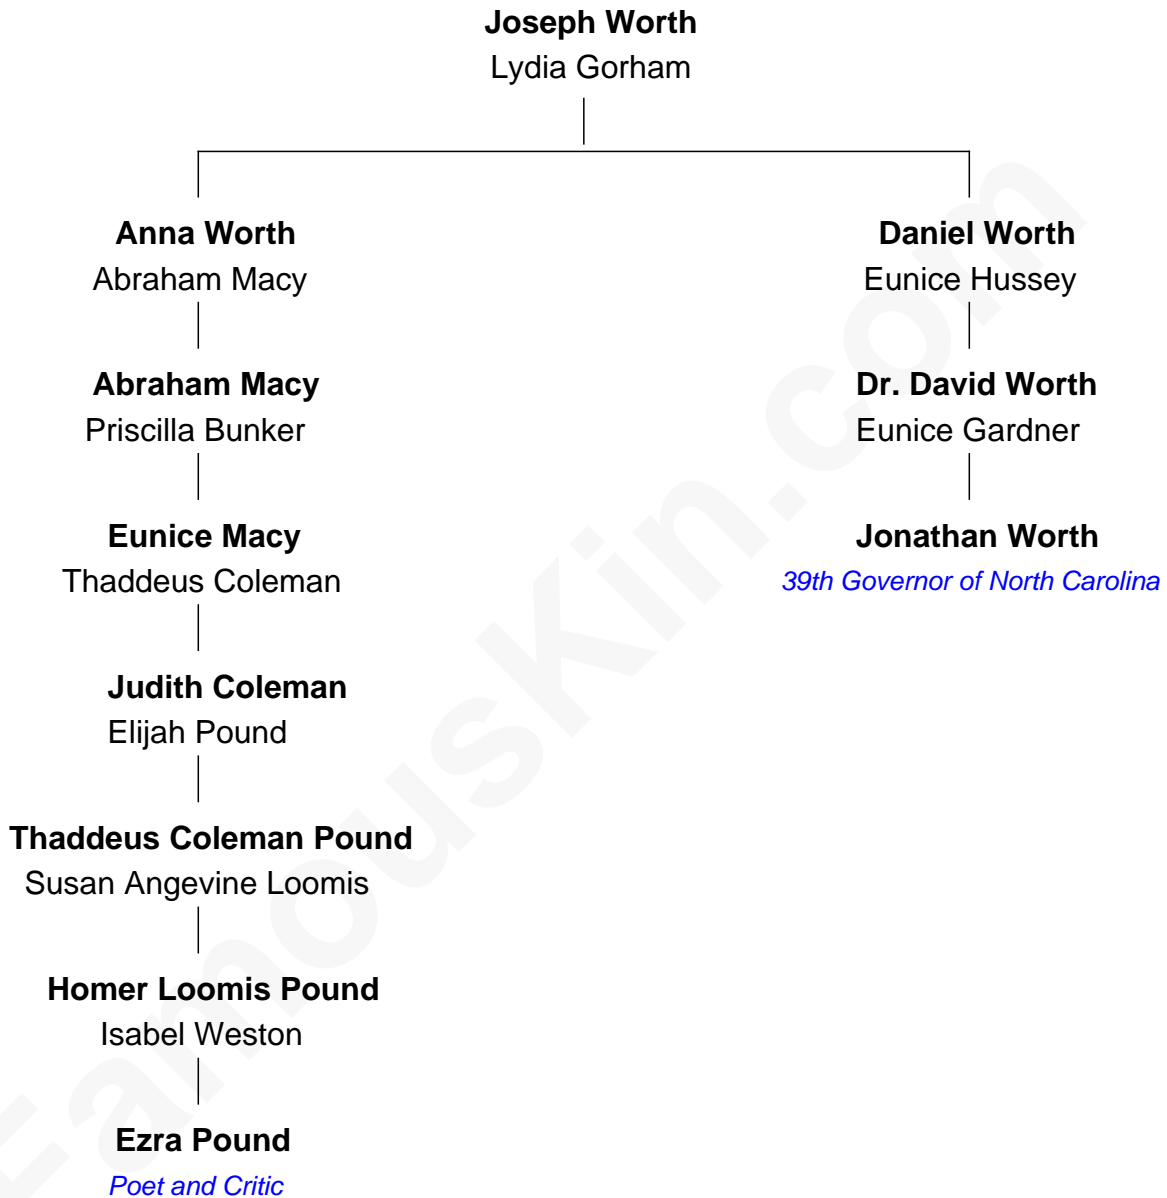 Joseph Worth
Lydia Gorham
Anna Worth
Abraham Macy
Daniel Worth
Eunice Hussey
Abraham Macy
Priscilla Bunker
Dr. David Worth
Eunice Gardner
Eunice Macy
Thaddeus Coleman
Jonathan Worth
39th Governor of North Carolina
Judith Coleman
Elijah Pound
Thaddeus Coleman Pound
Susan Angevine Loomis
Homer Loomis Pound
Isabel Weston
Ezra Pound
Poet and Critic
FamousKin.com